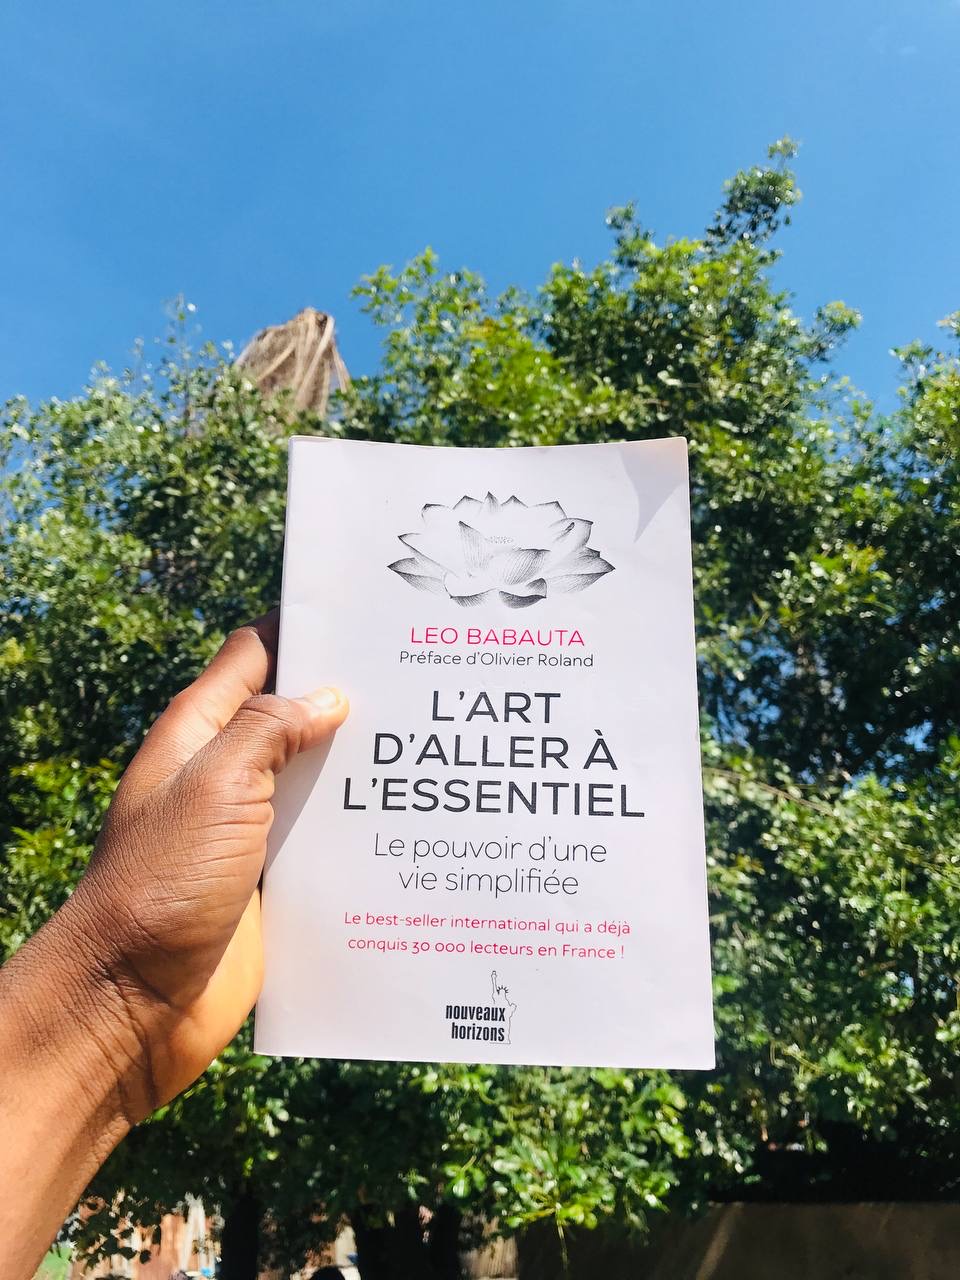 LEO BABAUTA
Préface d'Olivier Roland
L'ART
D'ALLER À
L'ESSENTIEL
Le pouvoir d'une
vie simplifiée
Le best-seller international qui a déjà
conquis 30 000 lecteurs en France !
nouveaux
horizons